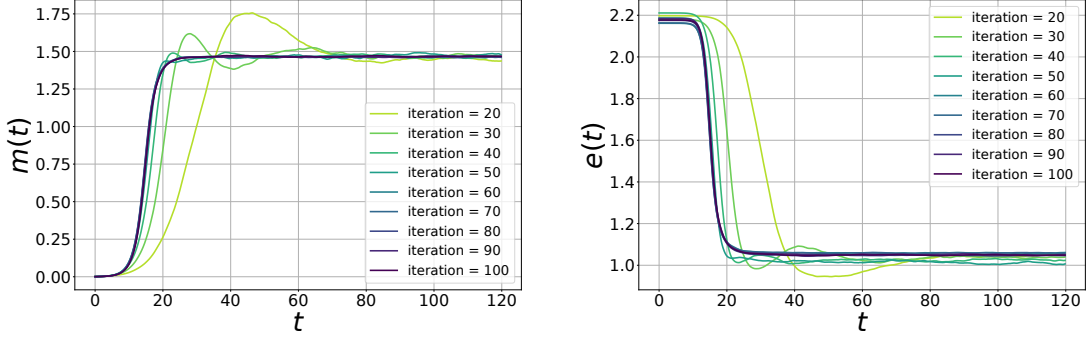 m(t)
1.75
1.50
1.25
1.00
0.75
0.50
0.25
0.00
iteration = 20
iteration = 30
iteration = 40
iteration = 50
iteration = 60
iteration = 70
iteration = 80
iteration = 90
iteration = 100
0 20 40 60 80 100 120
t
e(t)
2.2
2.0
1.8
1.6
1.4
1.2
1.0
iteration = 20
iteration = 30
iteration = 40
iteration = 50
iteration = 60
iteration = 70
iteration = 80
iteration = 90
iteration = 100
0 20 40 60 80 100 120
t